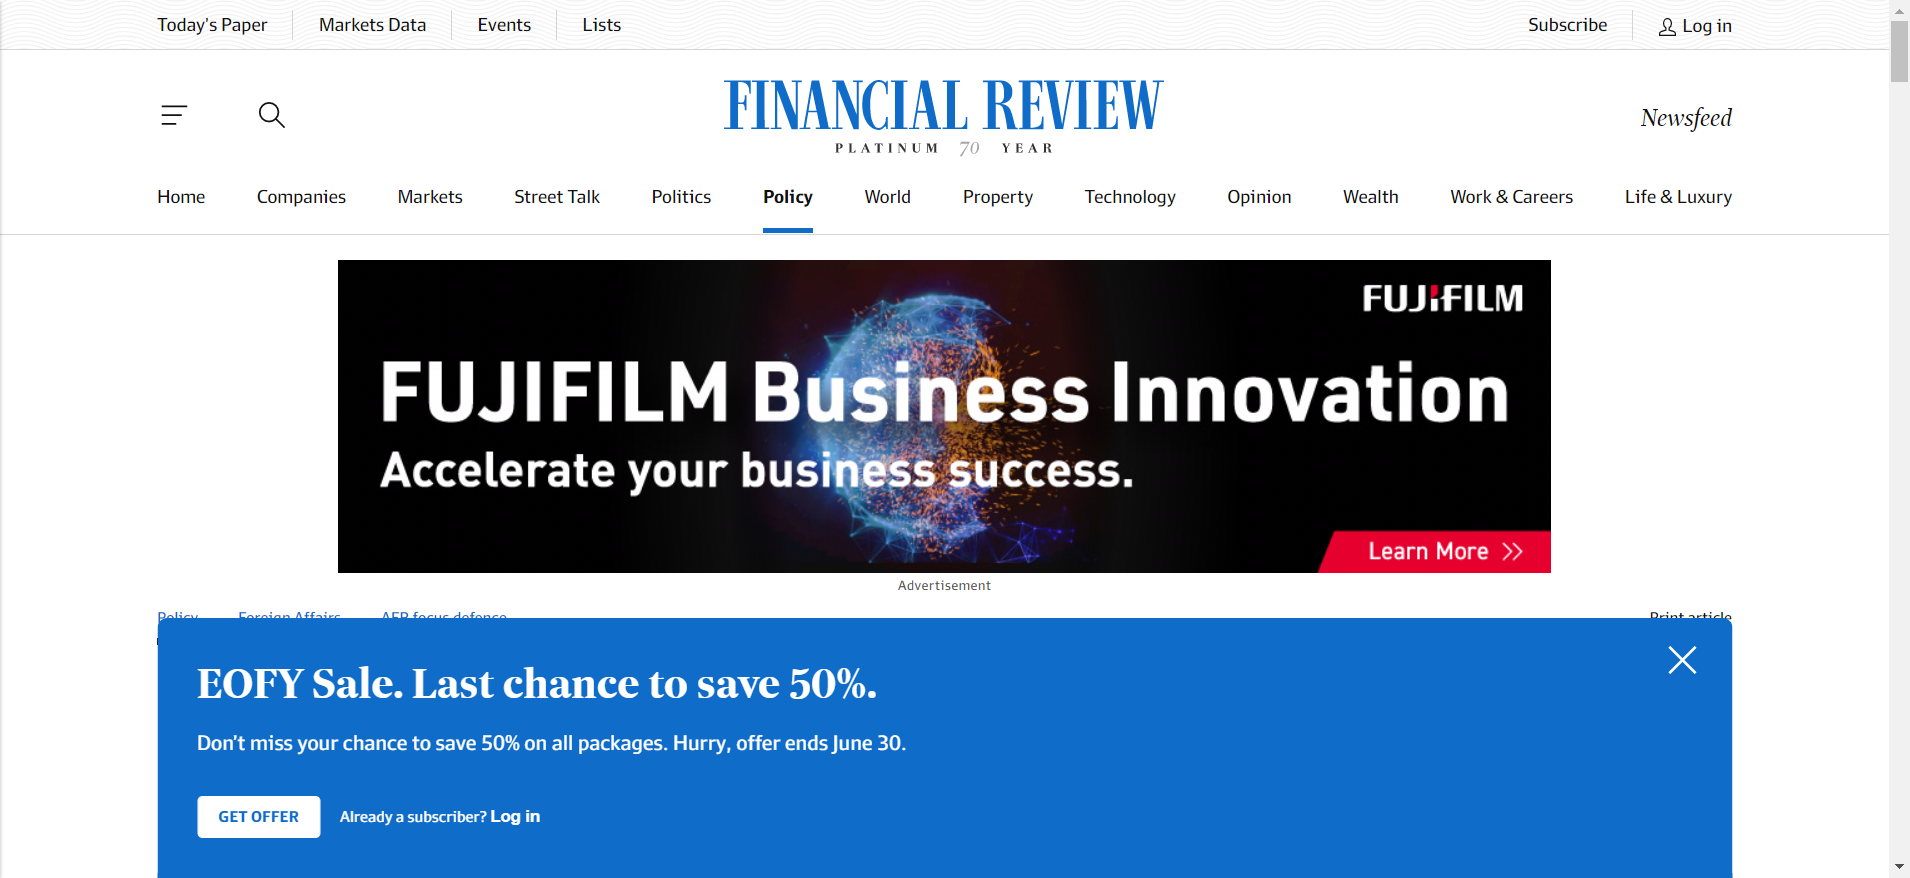 Today's Paper
Markets Data
Events
Lists
Subscribe
Log in
FINANCIAL REVIEW
PLATINUM 70 YEAR
Newsfeed
Home
Companies
Markets
Street Talk
Politics
Policy
World
Property
Technology
Opinion
Wealth
Work & Careers
Life & Luxury
FUJIFILM
FUJIFILM Business Innovation
Accelerate your business success.
Learn More
Advertisement
Policy
Foreign Affairs
AFR focus defence
Print article
EOFY Sale. Last chance to save 50%.
Don't miss your chance to save 50% on all packages. Hurry, offer ends June 30.
GET OFFER
Already a subscriber? Log in